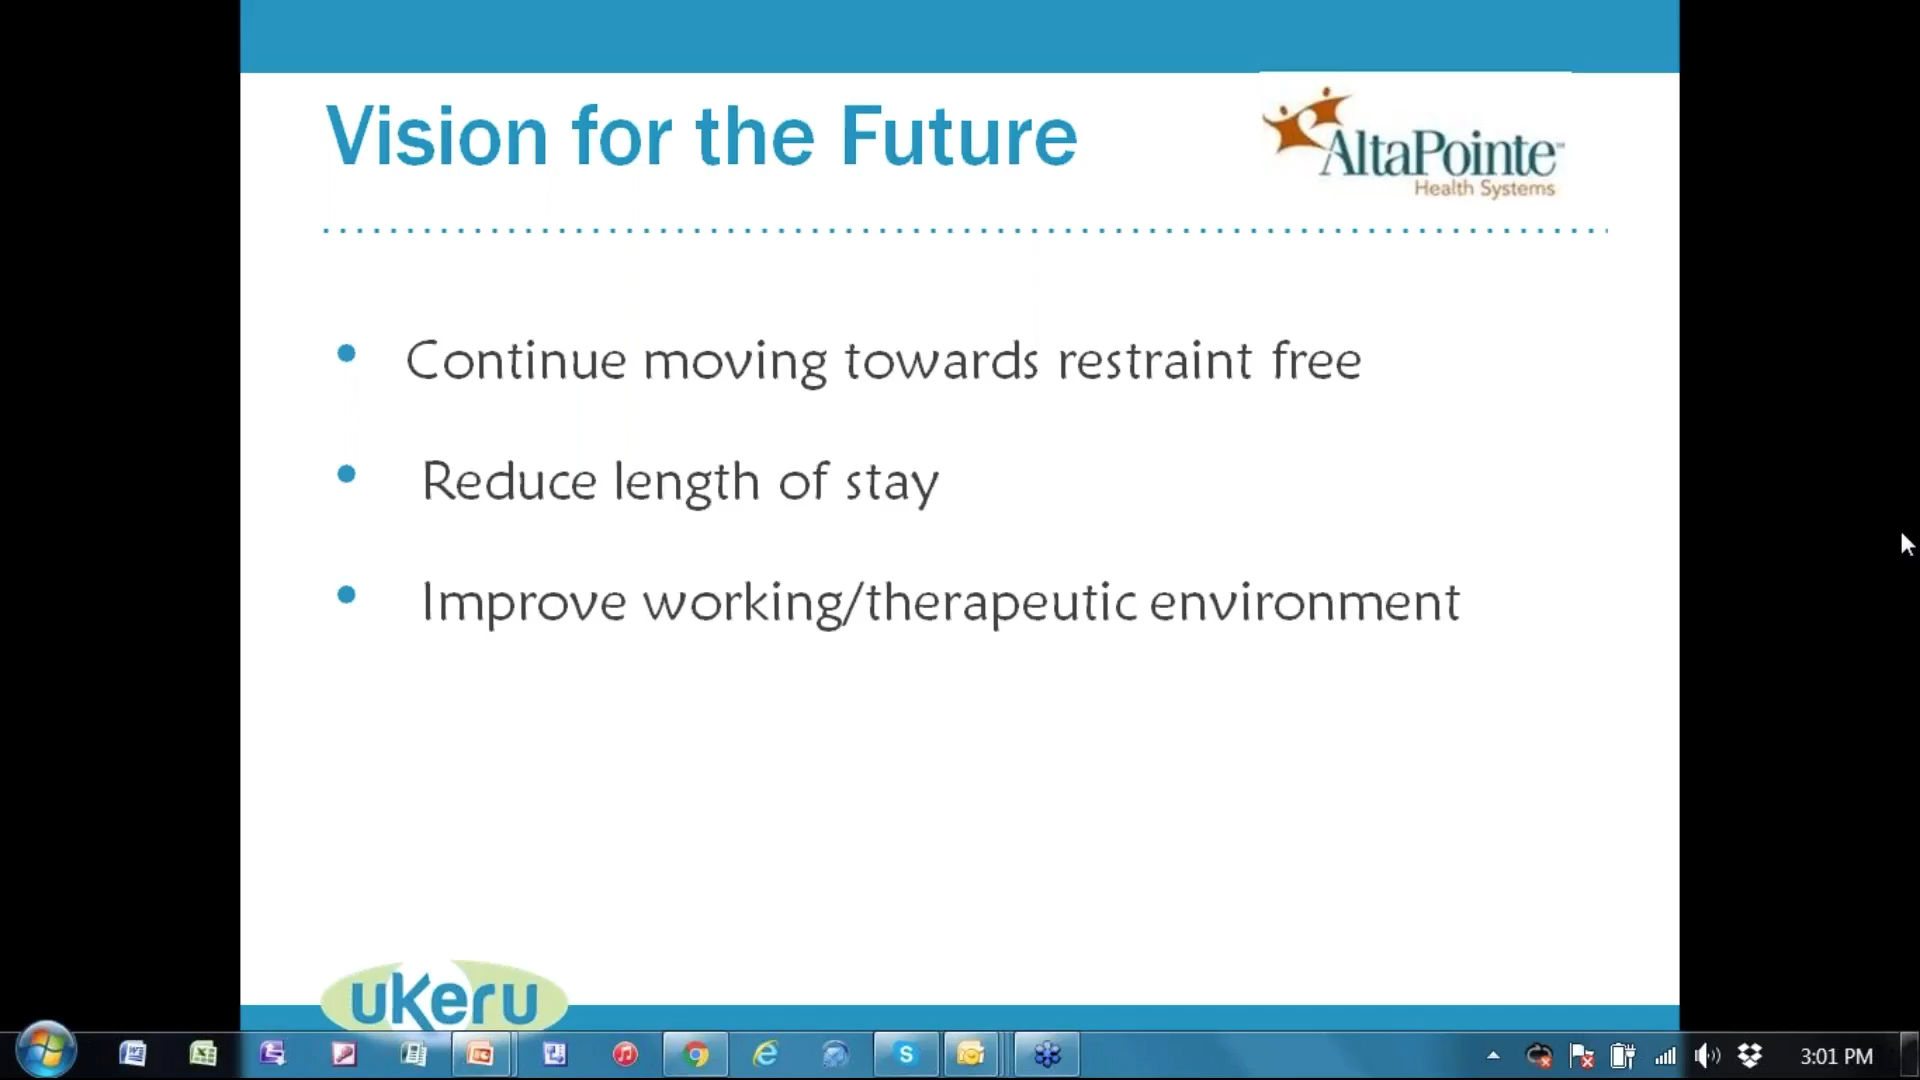 Vision for the Future
AltaPointe™
Health Systems
• Continue moving towards restraint free
• Reduce length of stay
• Improve working/therapeutic environment
uKeru
3:01 PM